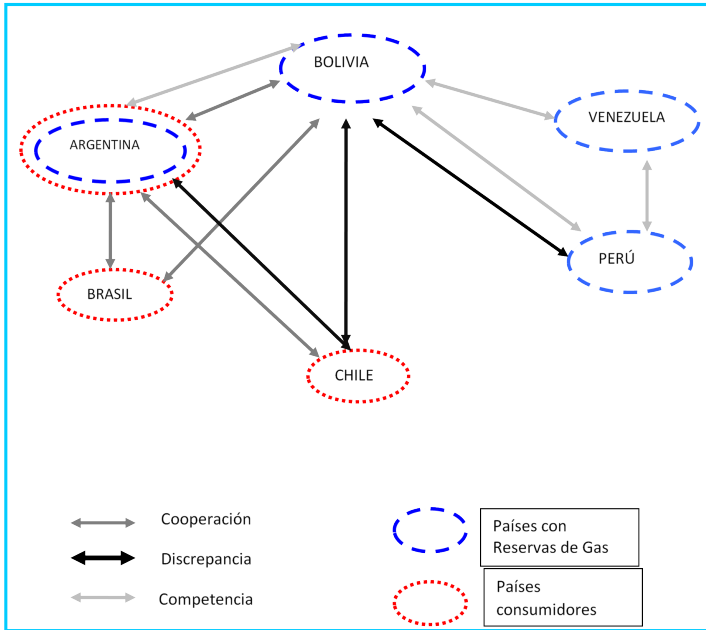 BOLIVIA
VENEZUELA
ARGENTINA
PERÚ
BRASIL
CHILE
Cooperación
Discrepancia
Competencia
Países con
Reservas de Gas
Países
consumidores